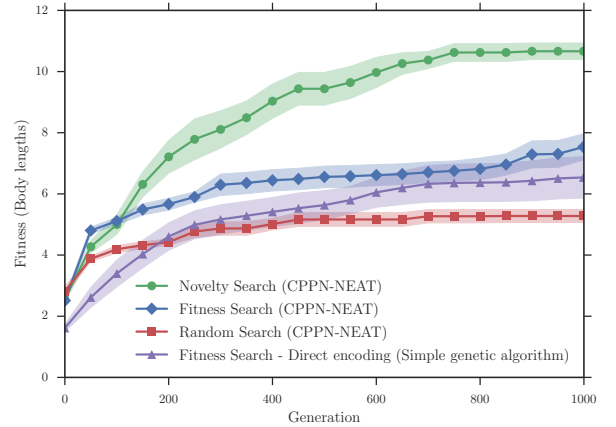 12
10
8
6
4
2
0
Fitness (Body lengths)
Novelty Search (CPPN-NEAT)
Fitness Search (CPPN-NEAT)
Random Search (CPPN-NEAT)
Fitness Search - Direct encoding (Simple genetic algorithm)
0 200 400 600 800 1000
Generation